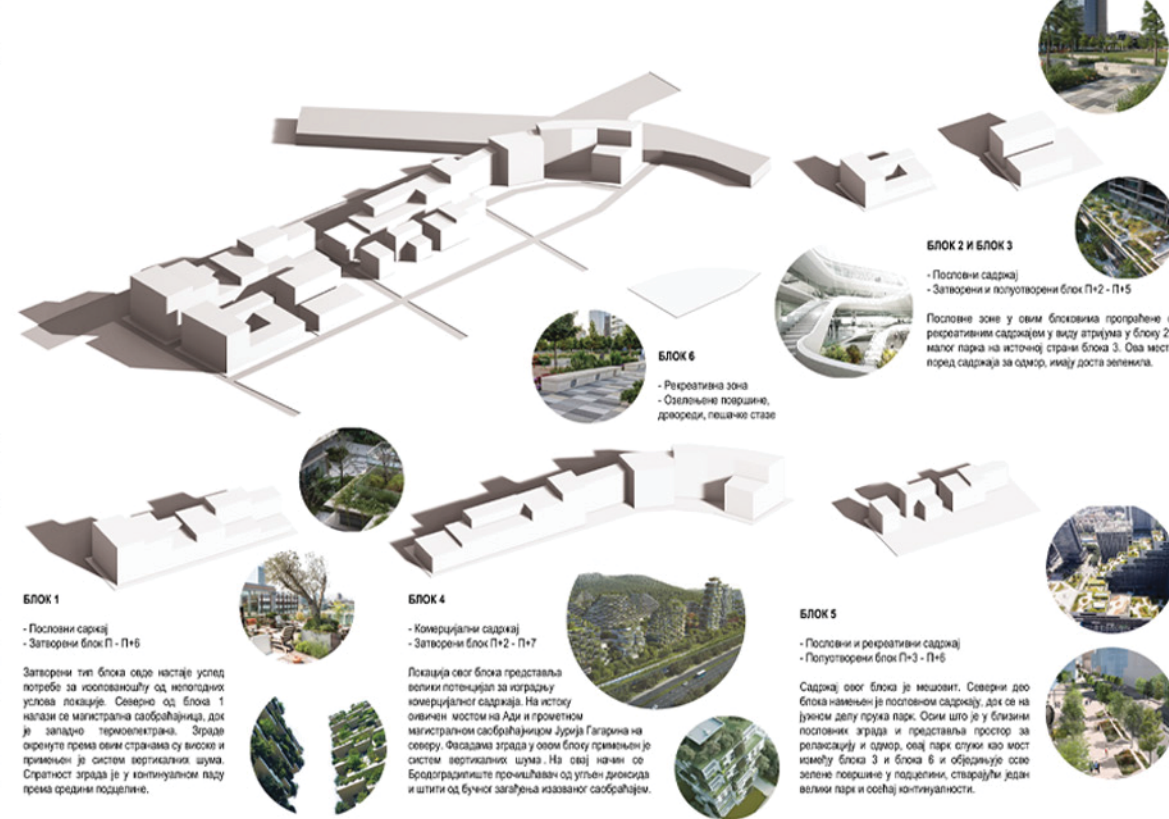 БЛОК 2 И БЛОК 3
- Пословни садржај
- Затворени и полуотворени блок П+2 - П+5
Пословне зоне у овим блоковима пропраћене
рекреативним садржајем у виду атријума у блоку 2
малог парка на источној страни блока 3. Ова мест
поред садржаја за одмор, имају доста зеленила.
БЛОК 6
- Рекреативна зона
- Озелењене површине,
дрвореди, пешачке стазе
БЛОК 1
- Пословни саржај
- Затворени блок П - П+6
Затворени тип блока овде настаје услед
потребе за изолованошћу од непогодних
услова локације. Северно од блока 1
налази се магистрална саобраћајница, док
је западно термоелектрана. Зграде
окренуте према овим странама су високе и
примењен је систем вертикалних шума.
Спратност зграда је у континуалном паду
према средини подцелине.
БЛОК 4
- Комерцијални садржај
- Затворени блок П+2 - П+7
Локација овог блока представља
велики потенцијал за изградњу
комерцијалног садржаја. На истоку
оивичен мостом на Ади и прометном
магистралном саобраћајницом Јурија Гагарина на
северу. Фасадама зграда у овом блоку примењен је
систем вертикалних шума. На овај начин се
Бродоградилиште прочишћавао од угљен диоксида
и штити од бучног загађења изазваног саобраћајем.
БЛОК 5
- Пословни и рекреативни садржај
- Полуотворени блок П+3 - П+6
Садржај овог блока је мешовит. Северни део
блока намењен је пословном садржају, док се на
јужном делу пружа парк. Осим што је у близини
пословних зграда и представља простор за
релаксацију и одмор, овај парк служи као мост
између блока 3 и блока 6 и обједињује осве
зелене површине у подцелини, стварајући један
велики парк и осећај континуалности.